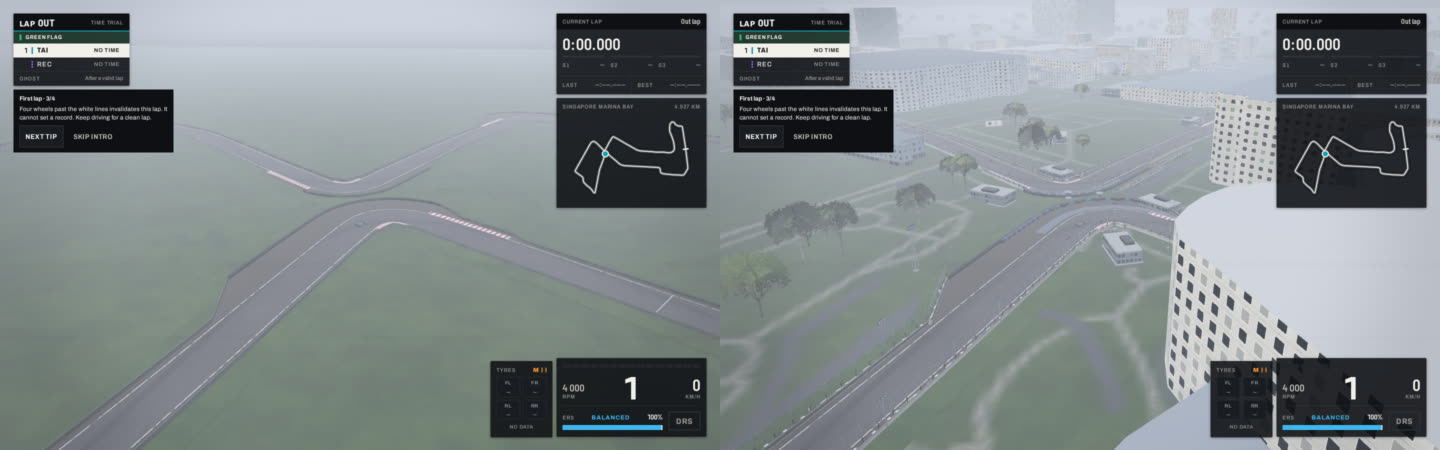 LAP OUT TIME TRIAL
GREEN FLAG
1 TAI NO TIME
REC NO TIME
GHOST After a valid lap
First lap · 3/4
Four wheels past the white lines invalidates this lap. It
cannot set a record. Keep driving for a clean lap.
NEXT TIP SKIP INTRO
CURRENT LAP Out lap
0:00.000
S1 – S2 – S3 –
LAST –:––.––– BEST –:––.–––
SINGAPORE MARINA BAY 4.927 KM
TYRES M
FL FR
– –
RL RR
– –
NO DATA
4 000 1 0
RPM KM/H
ERS BALANCED 100% DRS
LAP OUT TIME TRIAL
GREEN FLAG
1 TAI NO TIME
REC NO TIME
GHOST After a valid lap
First lap · 3/4
Four wheels past the white lines invalidates this lap. It
cannot set a record. Keep driving for a clean lap.
NEXT TIP SKIP INTRO
CURRENT LAP Out lap
0:00.000
S1 – S2 – S3 –
LAST –:––.––– BEST –:––.–––
SINGAPORE MARINA BAY 4.927 KM
TYRES M
FL FR
– –
RL RR
– –
NO DATA
4 000 1 0
RPM KM/H
ERS BALANCED 100% DRS